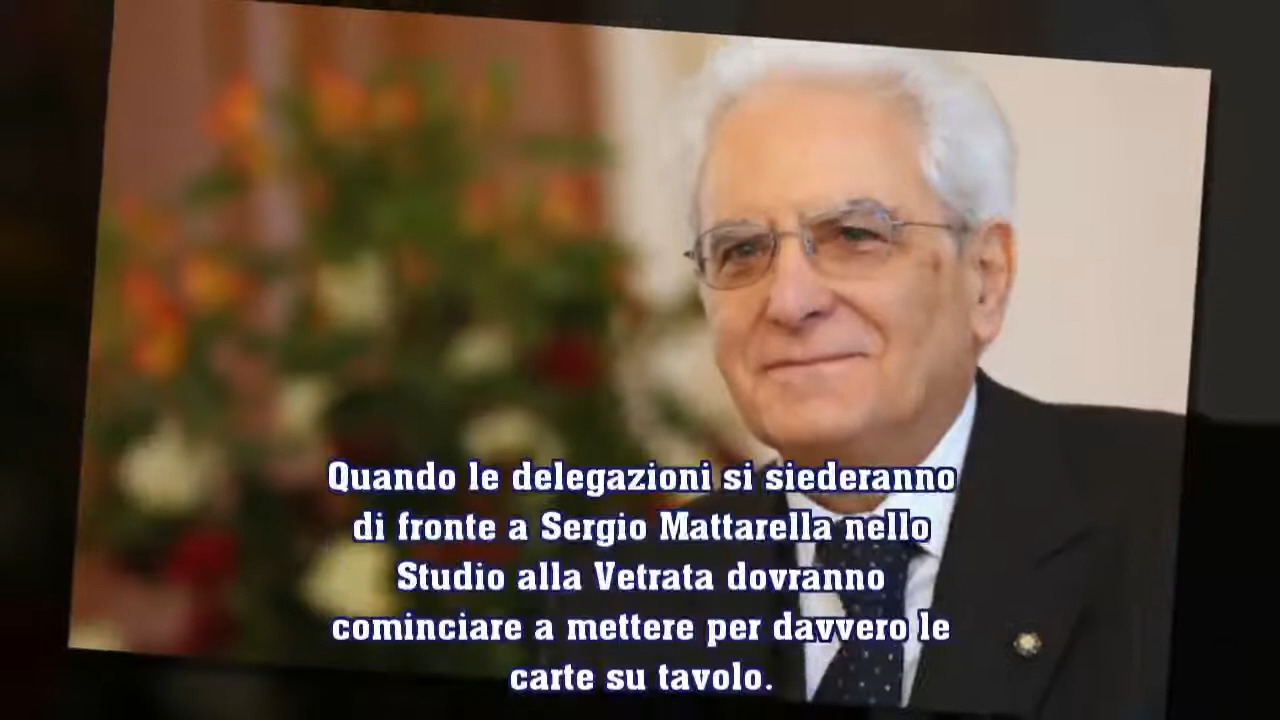 Quando le delegazioni si siederanno
di fronte a Sergio Mattarella nello
Studio alla Vetrata dovranno
cominciare a mettere per davvero le
carte su tavolo.